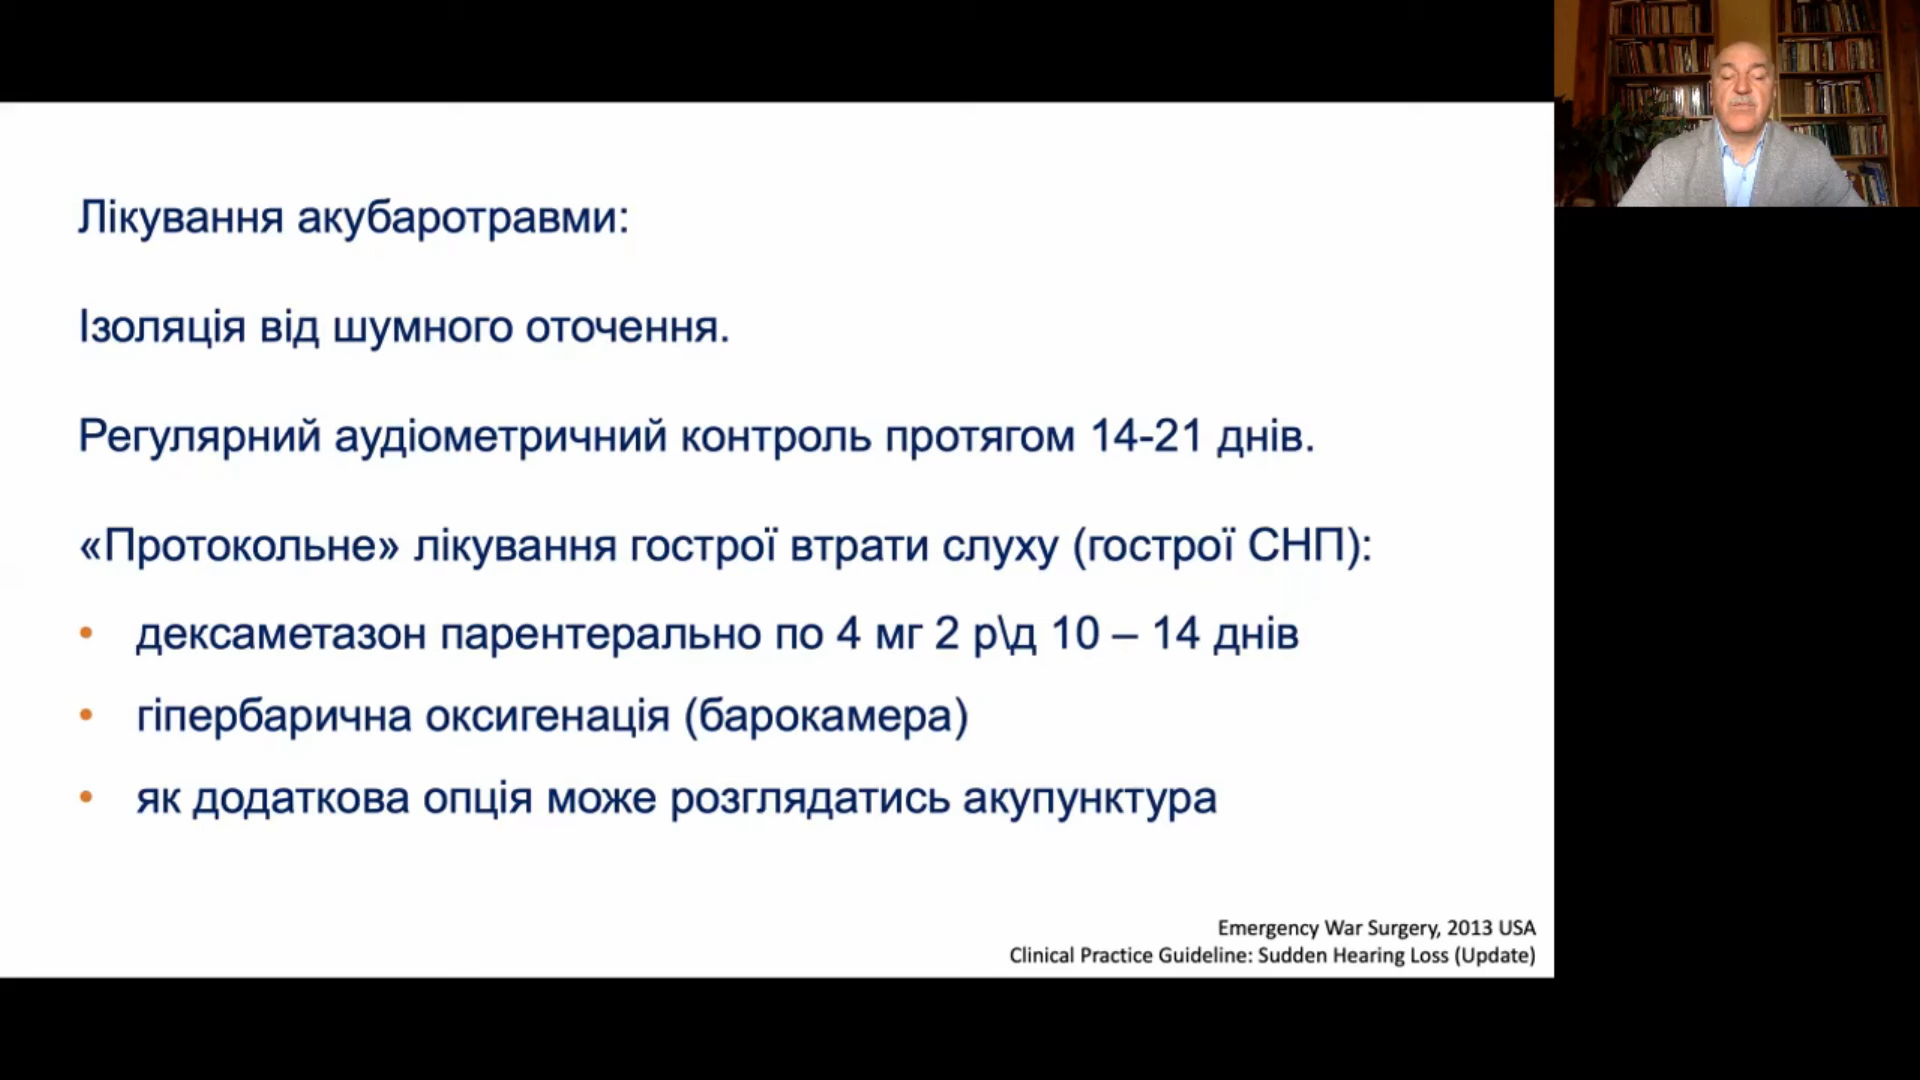 Лікування акубаротравми:
Ізоляція від шумного оточення.
Регулярний аудіометричний контроль протягом 14-21 днів.
«Протокольне» лікування гострої втрати слуху (гострої СНП):
• дексаметазон парентерально по 4 мг 2 р\д 10 – 14 днів
• гіпербарична оксигенація (барокамера)
• як додаткова опція може розглядатись акупунктура
Emergency War Surgery, 2013 USA
Clinical Practice Guideline: Sudden Hearing Loss (Update)